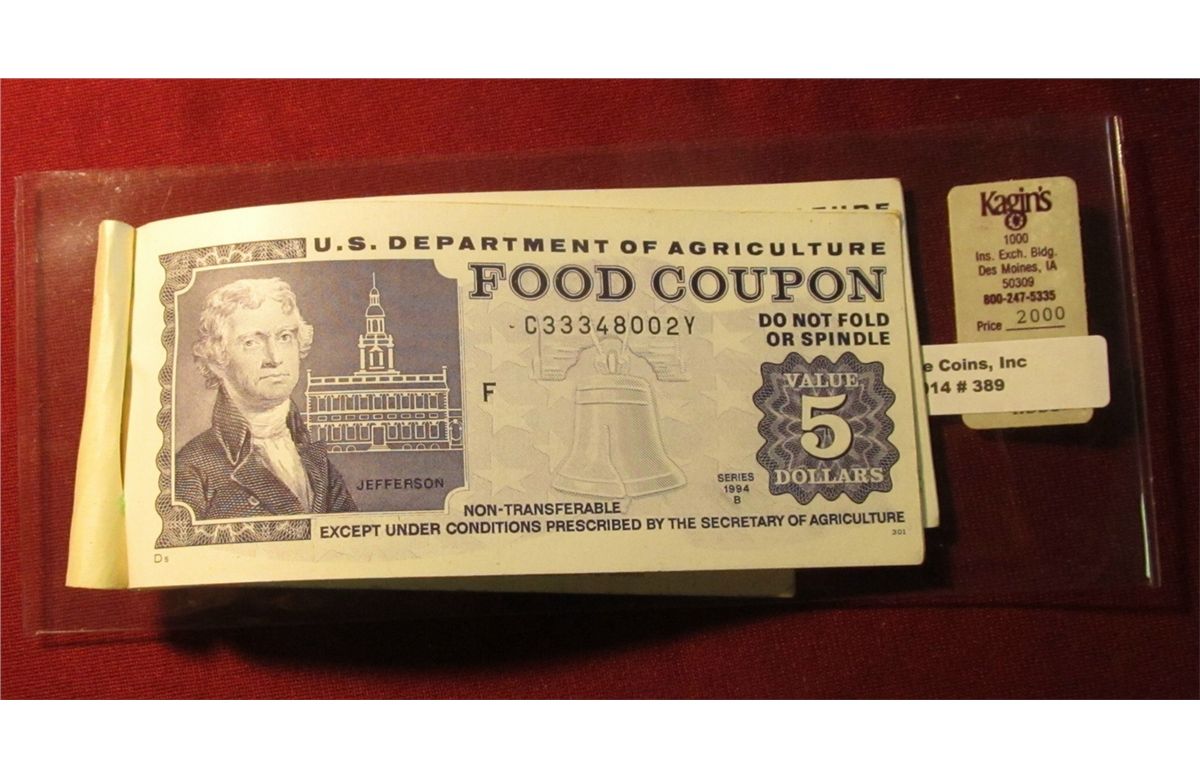 U.S. DEPARTMENT OF AGRICULTURE
FOOD COUPON
C33348002Y
DO NOT FOLD
OR SPINDLE
F
VALUE
5
DOLLARS
JEFFERSON
SERIES
1994
B
NON-TRANSFERABLE
EXCEPT UNDER CONDITIONS PRESCRIBED BY THE SECRETARY OF AGRICULTURE
D5
301
Kagin's
1000
Ins. Exch. Bldg.
Des Moines, IA
50309
800-247-5335
Price 2000
e Coins, Inc
014 # 389